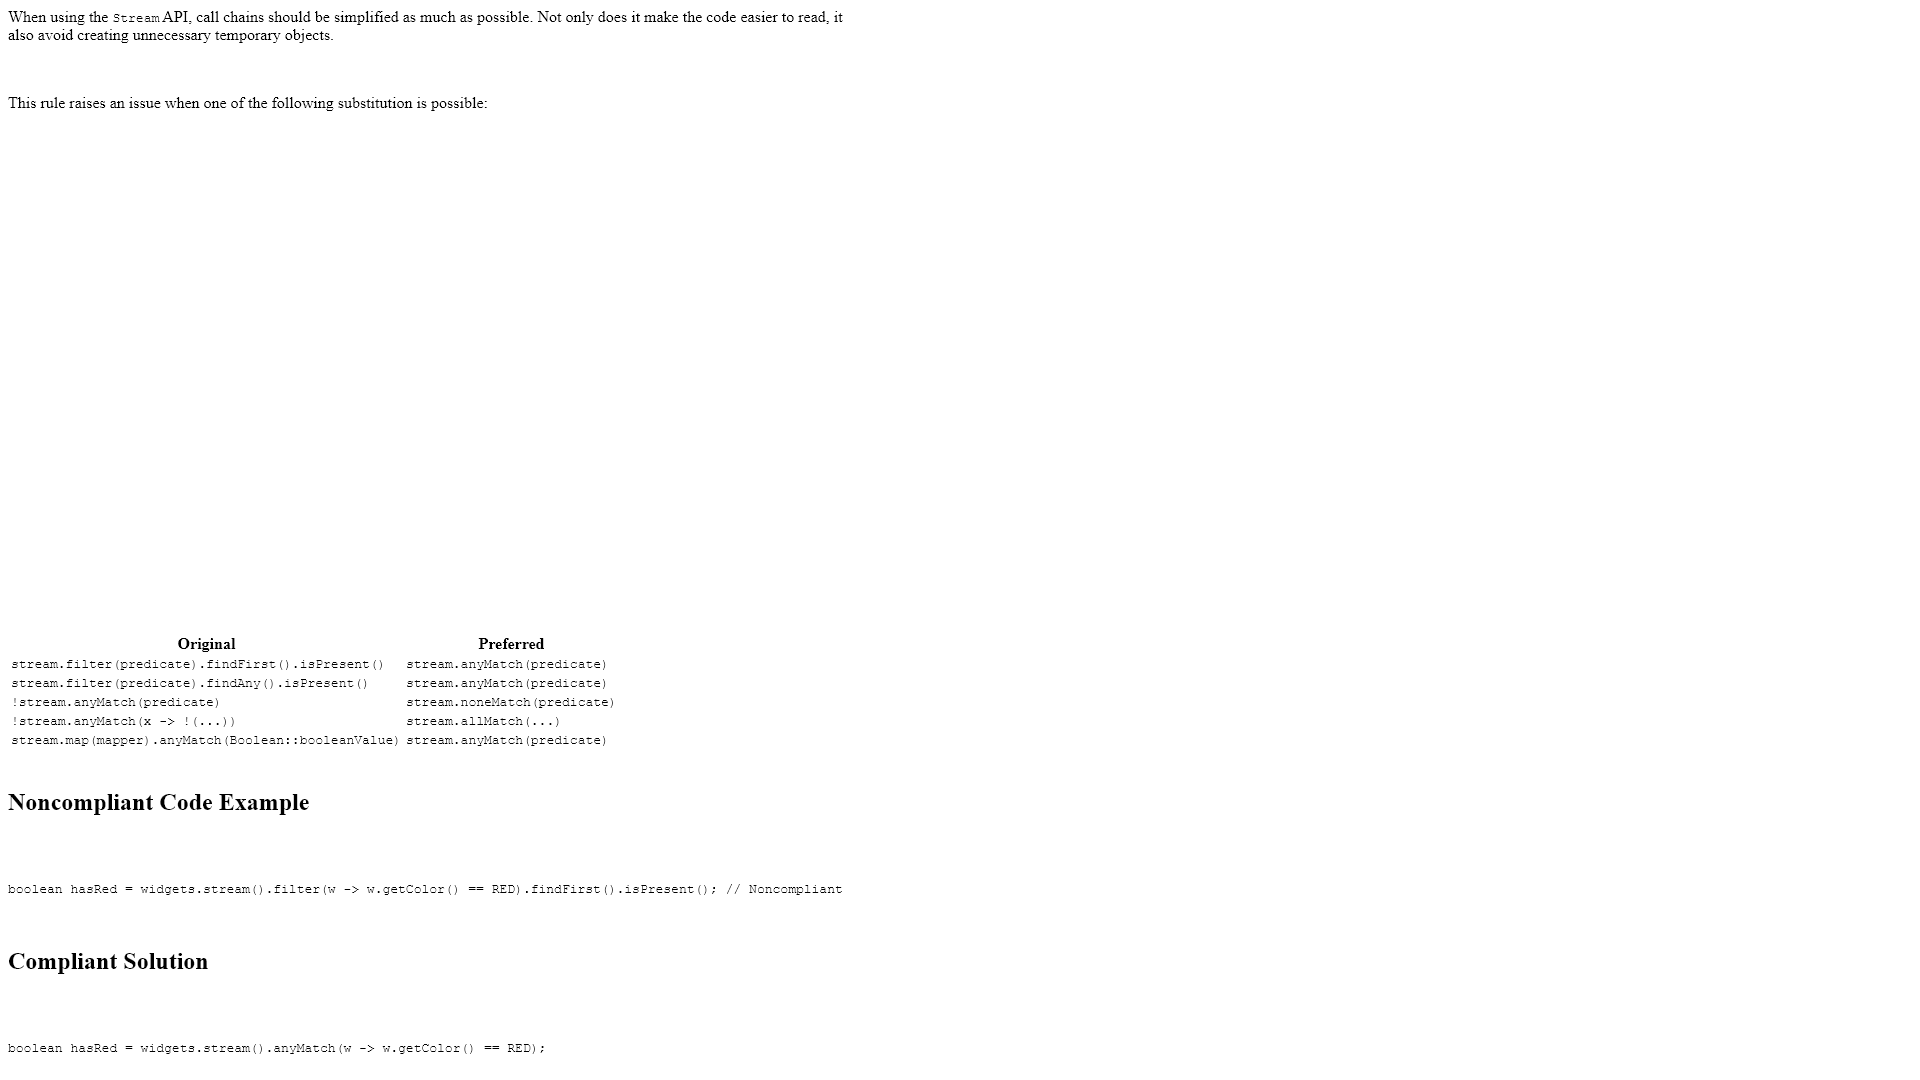 When using the Stream API, call chains should be simplified as much as possible. Not only does it make the code easier to read, it
also avoid creating unnecessary temporary objects.
This rule raises an issue when one of the following substitution is possible:
Original Preferred
stream.filter(predicate).findFirst().isPresent() stream.anyMatch(predicate)
stream.filter(predicate).findAny().isPresent() stream.anyMatch(predicate)
!stream.anyMatch(predicate) stream.noneMatch(predicate)
!stream.anyMatch(x -> !(...)) stream.allMatch(...)
stream.map(mapper).anyMatch(Boolean::booleanValue) stream.anyMatch(predicate)
Noncompliant Code Example
boolean hasRed = widgets.stream().filter(w -> w.getColor() == RED).findFirst().isPresent(); // Noncompliant
Compliant Solution
boolean hasRed = widgets.stream().anyMatch(w -> w.getColor() == RED);